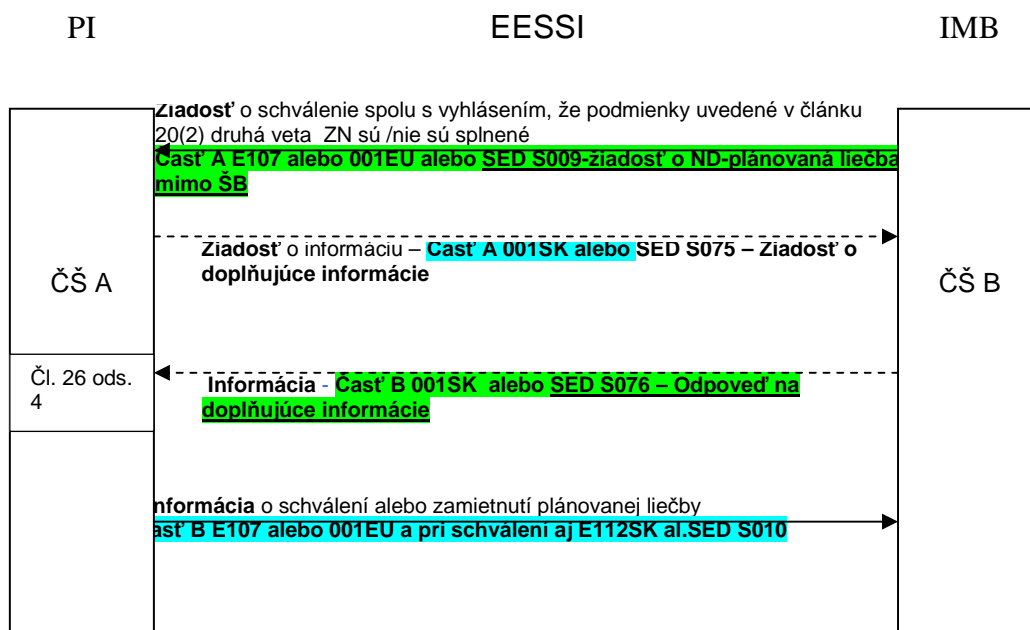 PI EESSI IMB
Žiadosť o schválenie spolu s vyhlásením, že podmienky uvedené v článku
20(2) druhá veta ZN sú /nie sú splnené
Časť A E107 alebo 001EU alebo SED S009-žiadosť o ND-plánovaná liečba
mimo ŠB
Žiadosť o informáciu – Časť A 001SK alebo SED S075 – Žiadosť o
doplňujúce informácie
ČŠ A
ČŠ B
Čl. 26 ods.
4
Informácia - Časť B 001SK alebo SED S076 – Odpoveď na
doplňujúce informácie
nformácia o schválení alebo zamietnutí plánovanej liečby
asť B E107 alebo 001EU a pri schválení aj E112SK al.SED S010